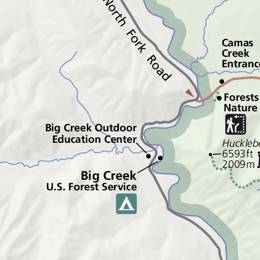 North Fork Road
Camas
Creek
Entrance
Forests
Nature
Big Creek Outdoor
Education Center
Huckleb
6593ft
2009m
Big Creek
U.S. Forest Service